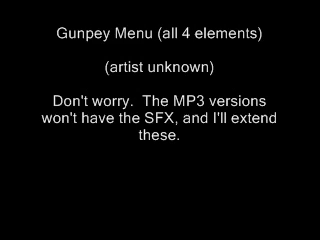 Gunpey Menu (all 4 elements)
(artist unknown)
Don't worry.  The MP3 versions
won't have the SFX, and I'll extend
these.